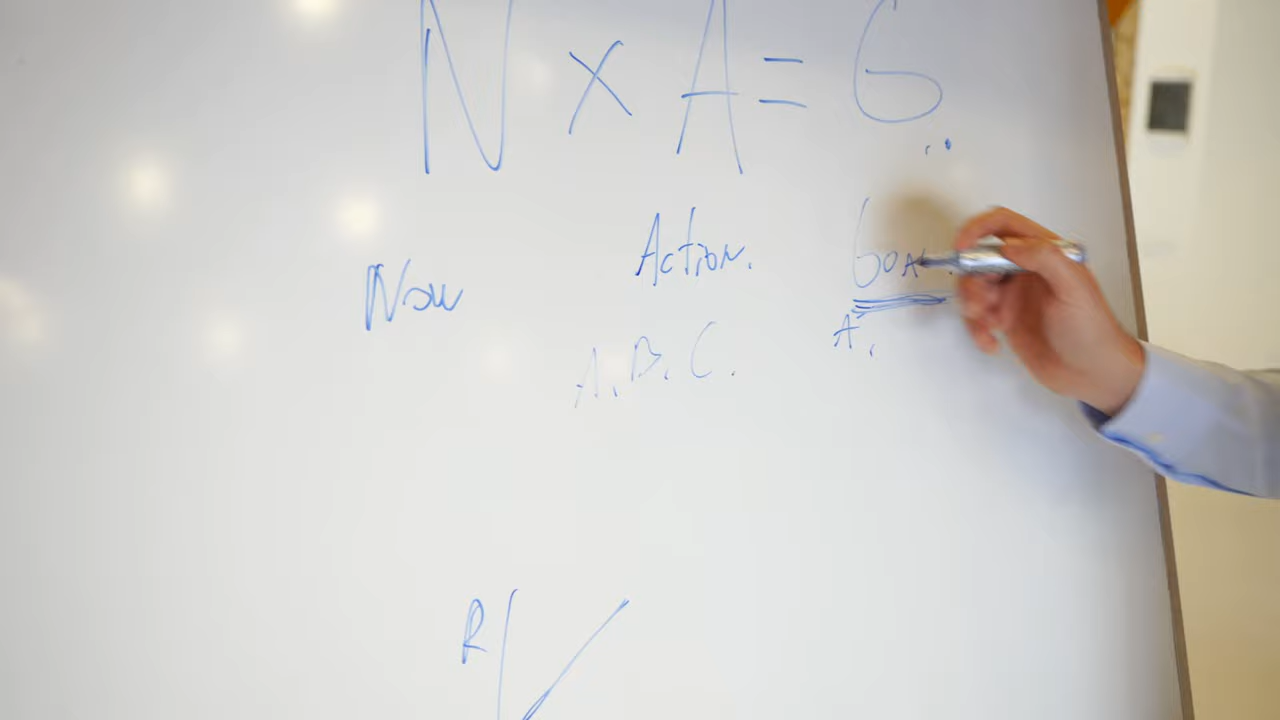 N x A = G
Now Action. Goal
A.
A. B. C.
R